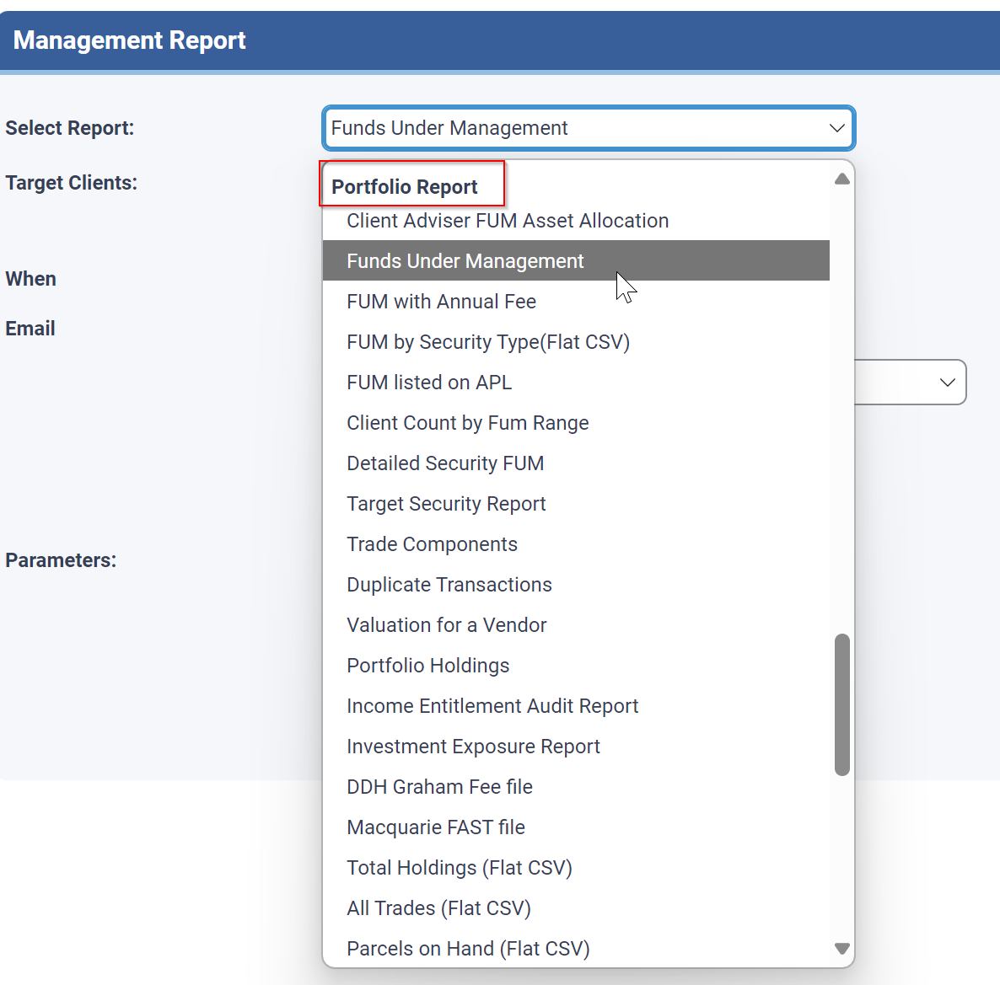 Management Report
Select Report:
Funds Under Management
Target Clients:
Portfolio Report
Client Adviser FUM Asset Allocation
Funds Under Management
When
FUM with Annual Fee
Email
FUM by Security Type(Flat CSV)
FUM listed on APL
Client Count by Fum Range
Detailed Security FUM
Target Security Report
Trade Components
Parameters:
Duplicate Transactions
Valuation for a Vendor
Portfolio Holdings
Income Entitlement Audit Report
Investment Exposure Report
DDH Graham Fee file
Macquarie FAST file
Total Holdings (Flat CSV)
All Trades (Flat CSV)
Parcels on Hand (Flat CSV)